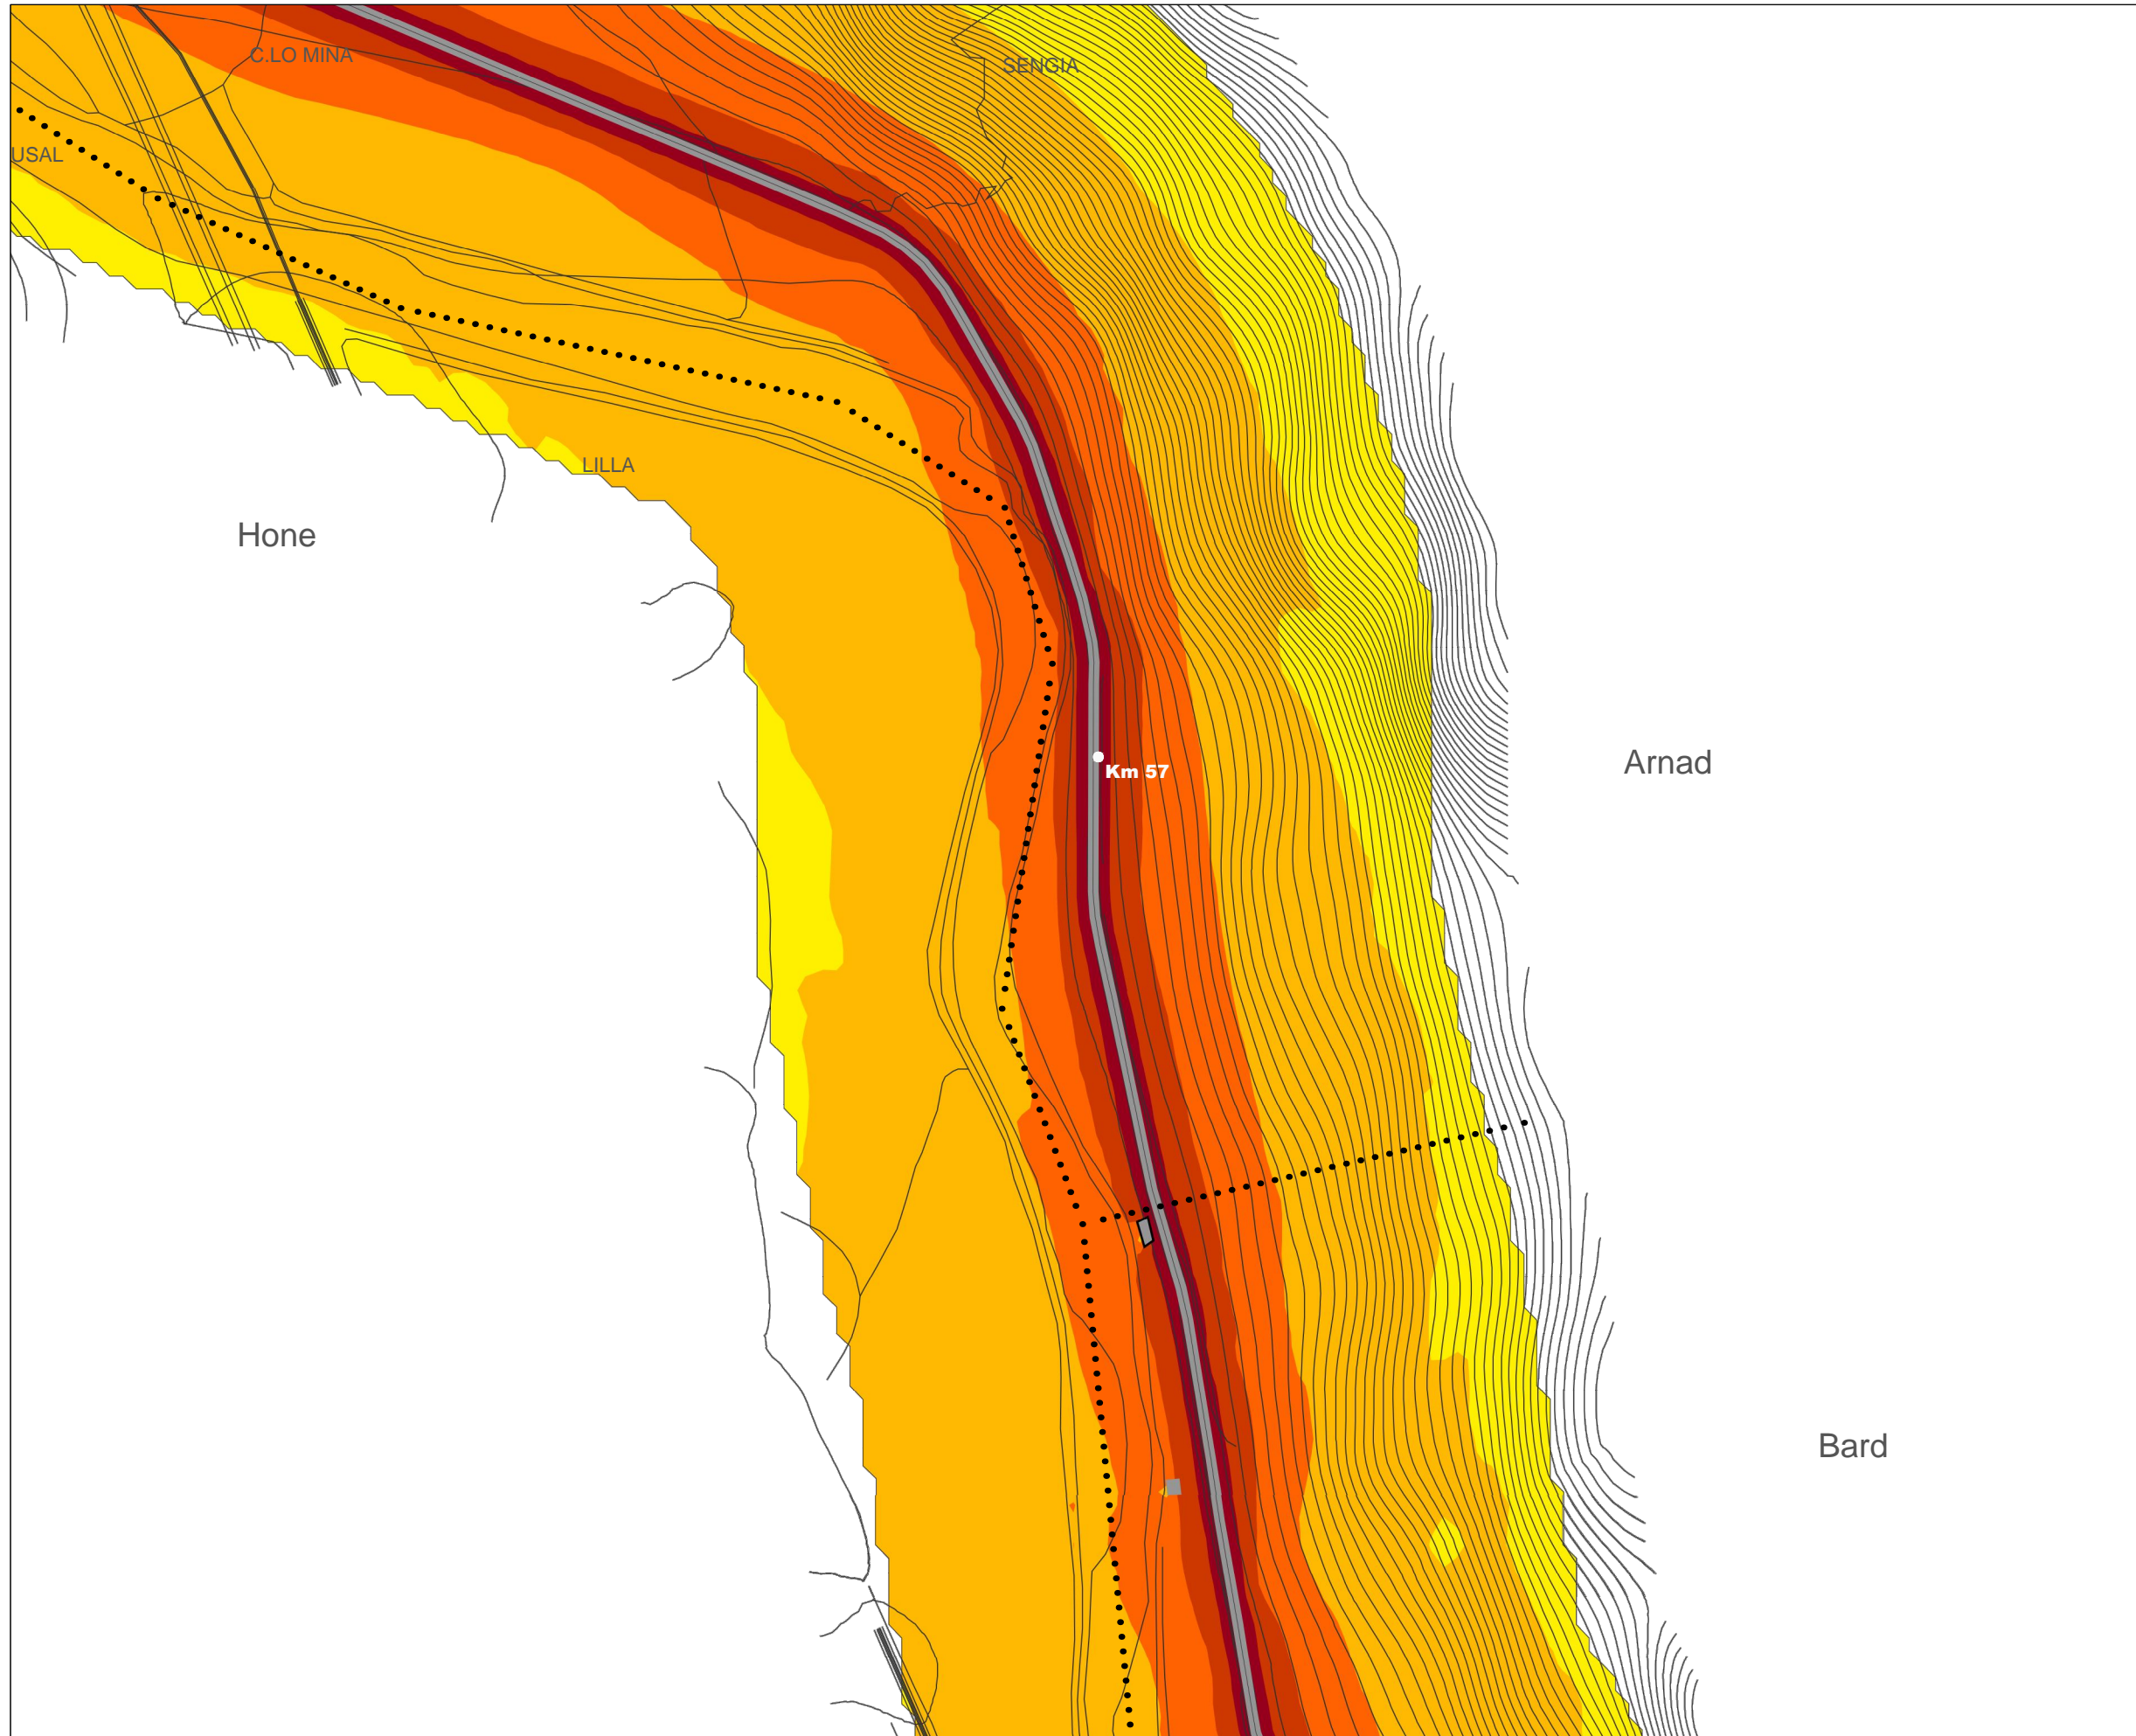 C.LO MINA
SENGIA
USAL
LILLA
Hone
Arnad
Km 57
Bard